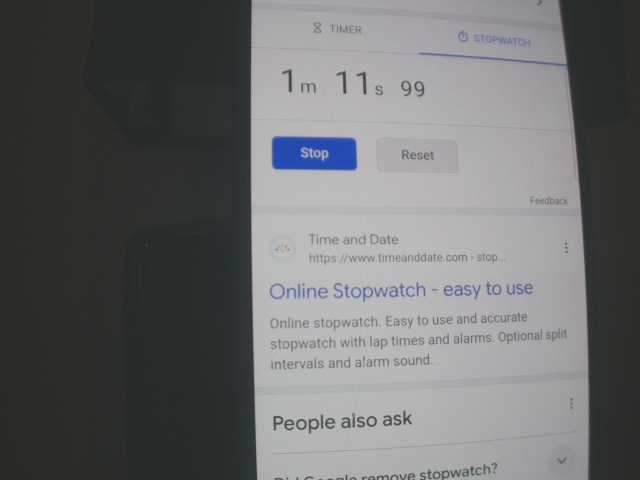 TIMER
STOPWATCH
1m 11s 99
Stop
Reset
Feedback
Time and Date
https://www.timeanddate.com › stop...
Online Stopwatch - easy to use
Online stopwatch. Easy to use and accurate
stopwatch with lap times and alarms. Optional split
intervals and alarm sound.
People also ask
Did Google remove stopwatch?